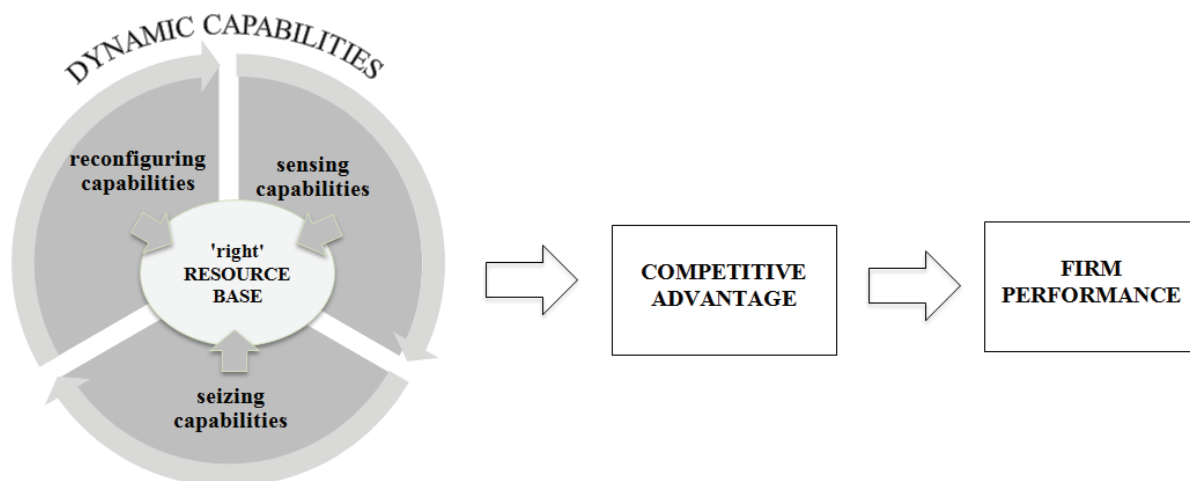 DYNAMIC CAPABILITIES
reconfiguring
capabilities
sensing
capabilities
'right'
RESOURCE
BASE
seizing
capabilities
COMPETITIVE
ADVANTAGE
FIRM
PERFORMANCE